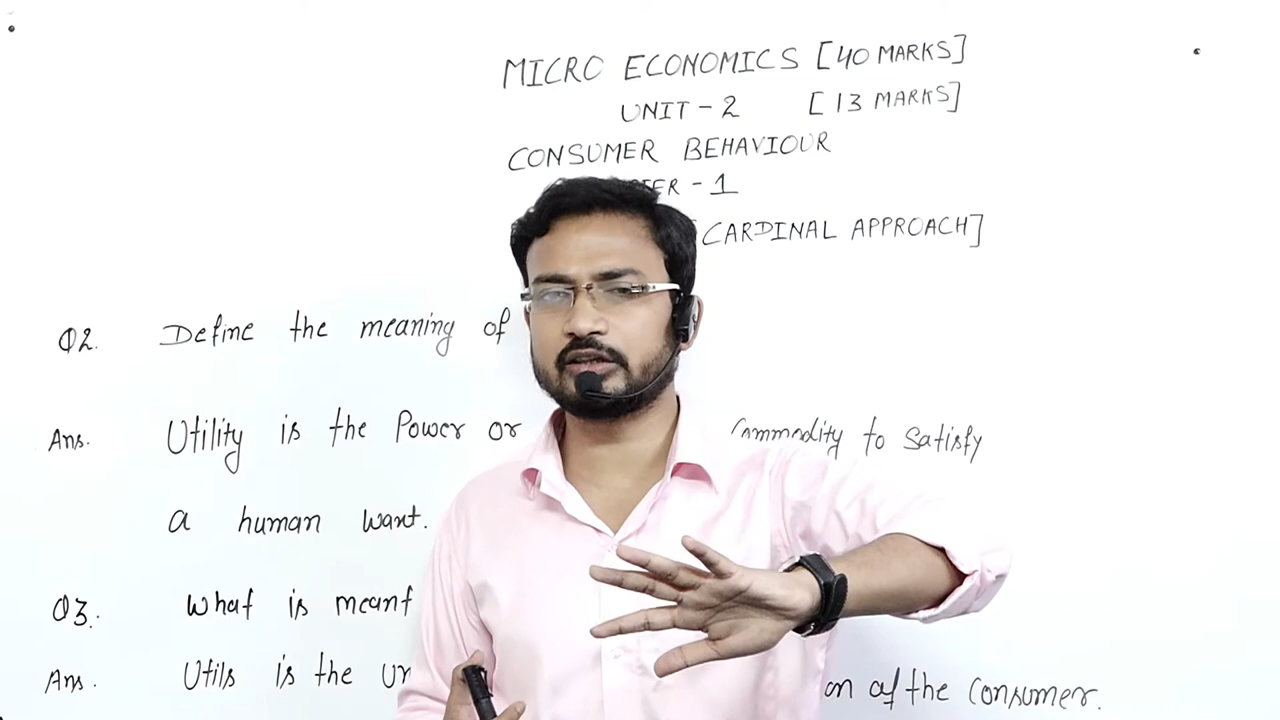 MICRO ECONOMICS [40 MARKS]
UNIT - 2 [13 MARKS]
CONSUMER BEHAVIOUR
- 1
CARDINAL APPROACH]
Q2. Define the meaning of
Ans. Utility is the Power or Commodity to satisfy
a human want.
Q3. What is meant
Ans. Utils is the of the Consumer.